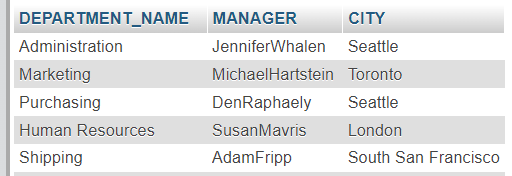 DEPARTMENT_NAME MANAGER CITY
Administration JenniferWhalen Seattle
Marketing MichaelHartstein Toronto
Purchasing DenRaphaely Seattle
Human Resources SusanMavris London
Shipping AdamFripp South San Francisco